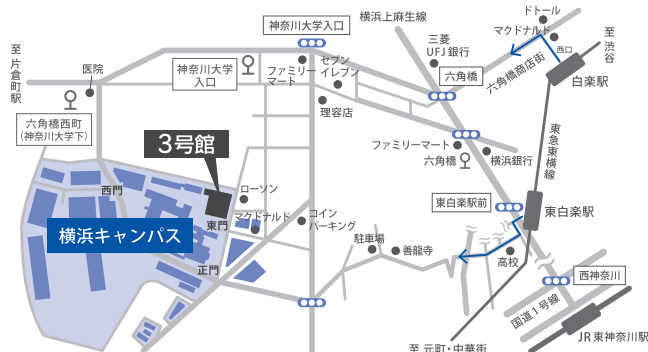 ドトール
マクドナルド
至
渋
谷
西口
白楽駅
六角橋商店街
横浜上麻生線
神奈川大学入口
三菱
UFJ銀行
六角橋
セブン
イレブン
ファミリー
マート
理容店
神奈川大学
入口
至
片
倉
町
駅
医院
六角橋西町
(神奈川大学下)
3号館
ファミリーマート
六角橋
横浜銀行
東急東横線
西門
ローソン
マクドナルド
東門
コイン
パーキング
横浜キャンパス
正門
東白楽駅前
東白楽駅
駐車場
善龍寺
高校
西神奈川
国道1号線
JR東神奈川駅
至 元町・中華街